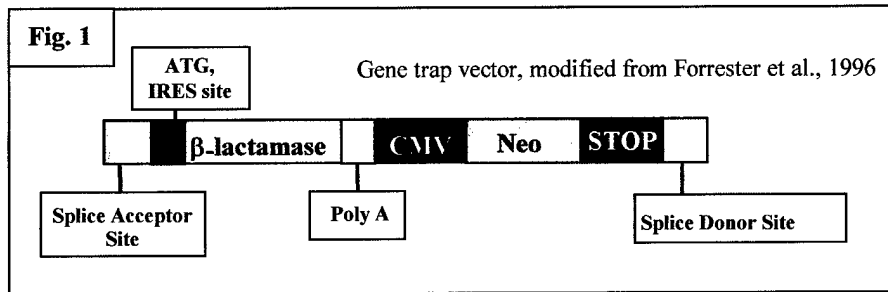 Fig. 1
ATG,
IRES site
Gene trap vector, modified from Forrester et al., 1996
β-lactamase
CMV
Neo
STOP
Splice Acceptor
Site
Poly A
Splice Donor Site